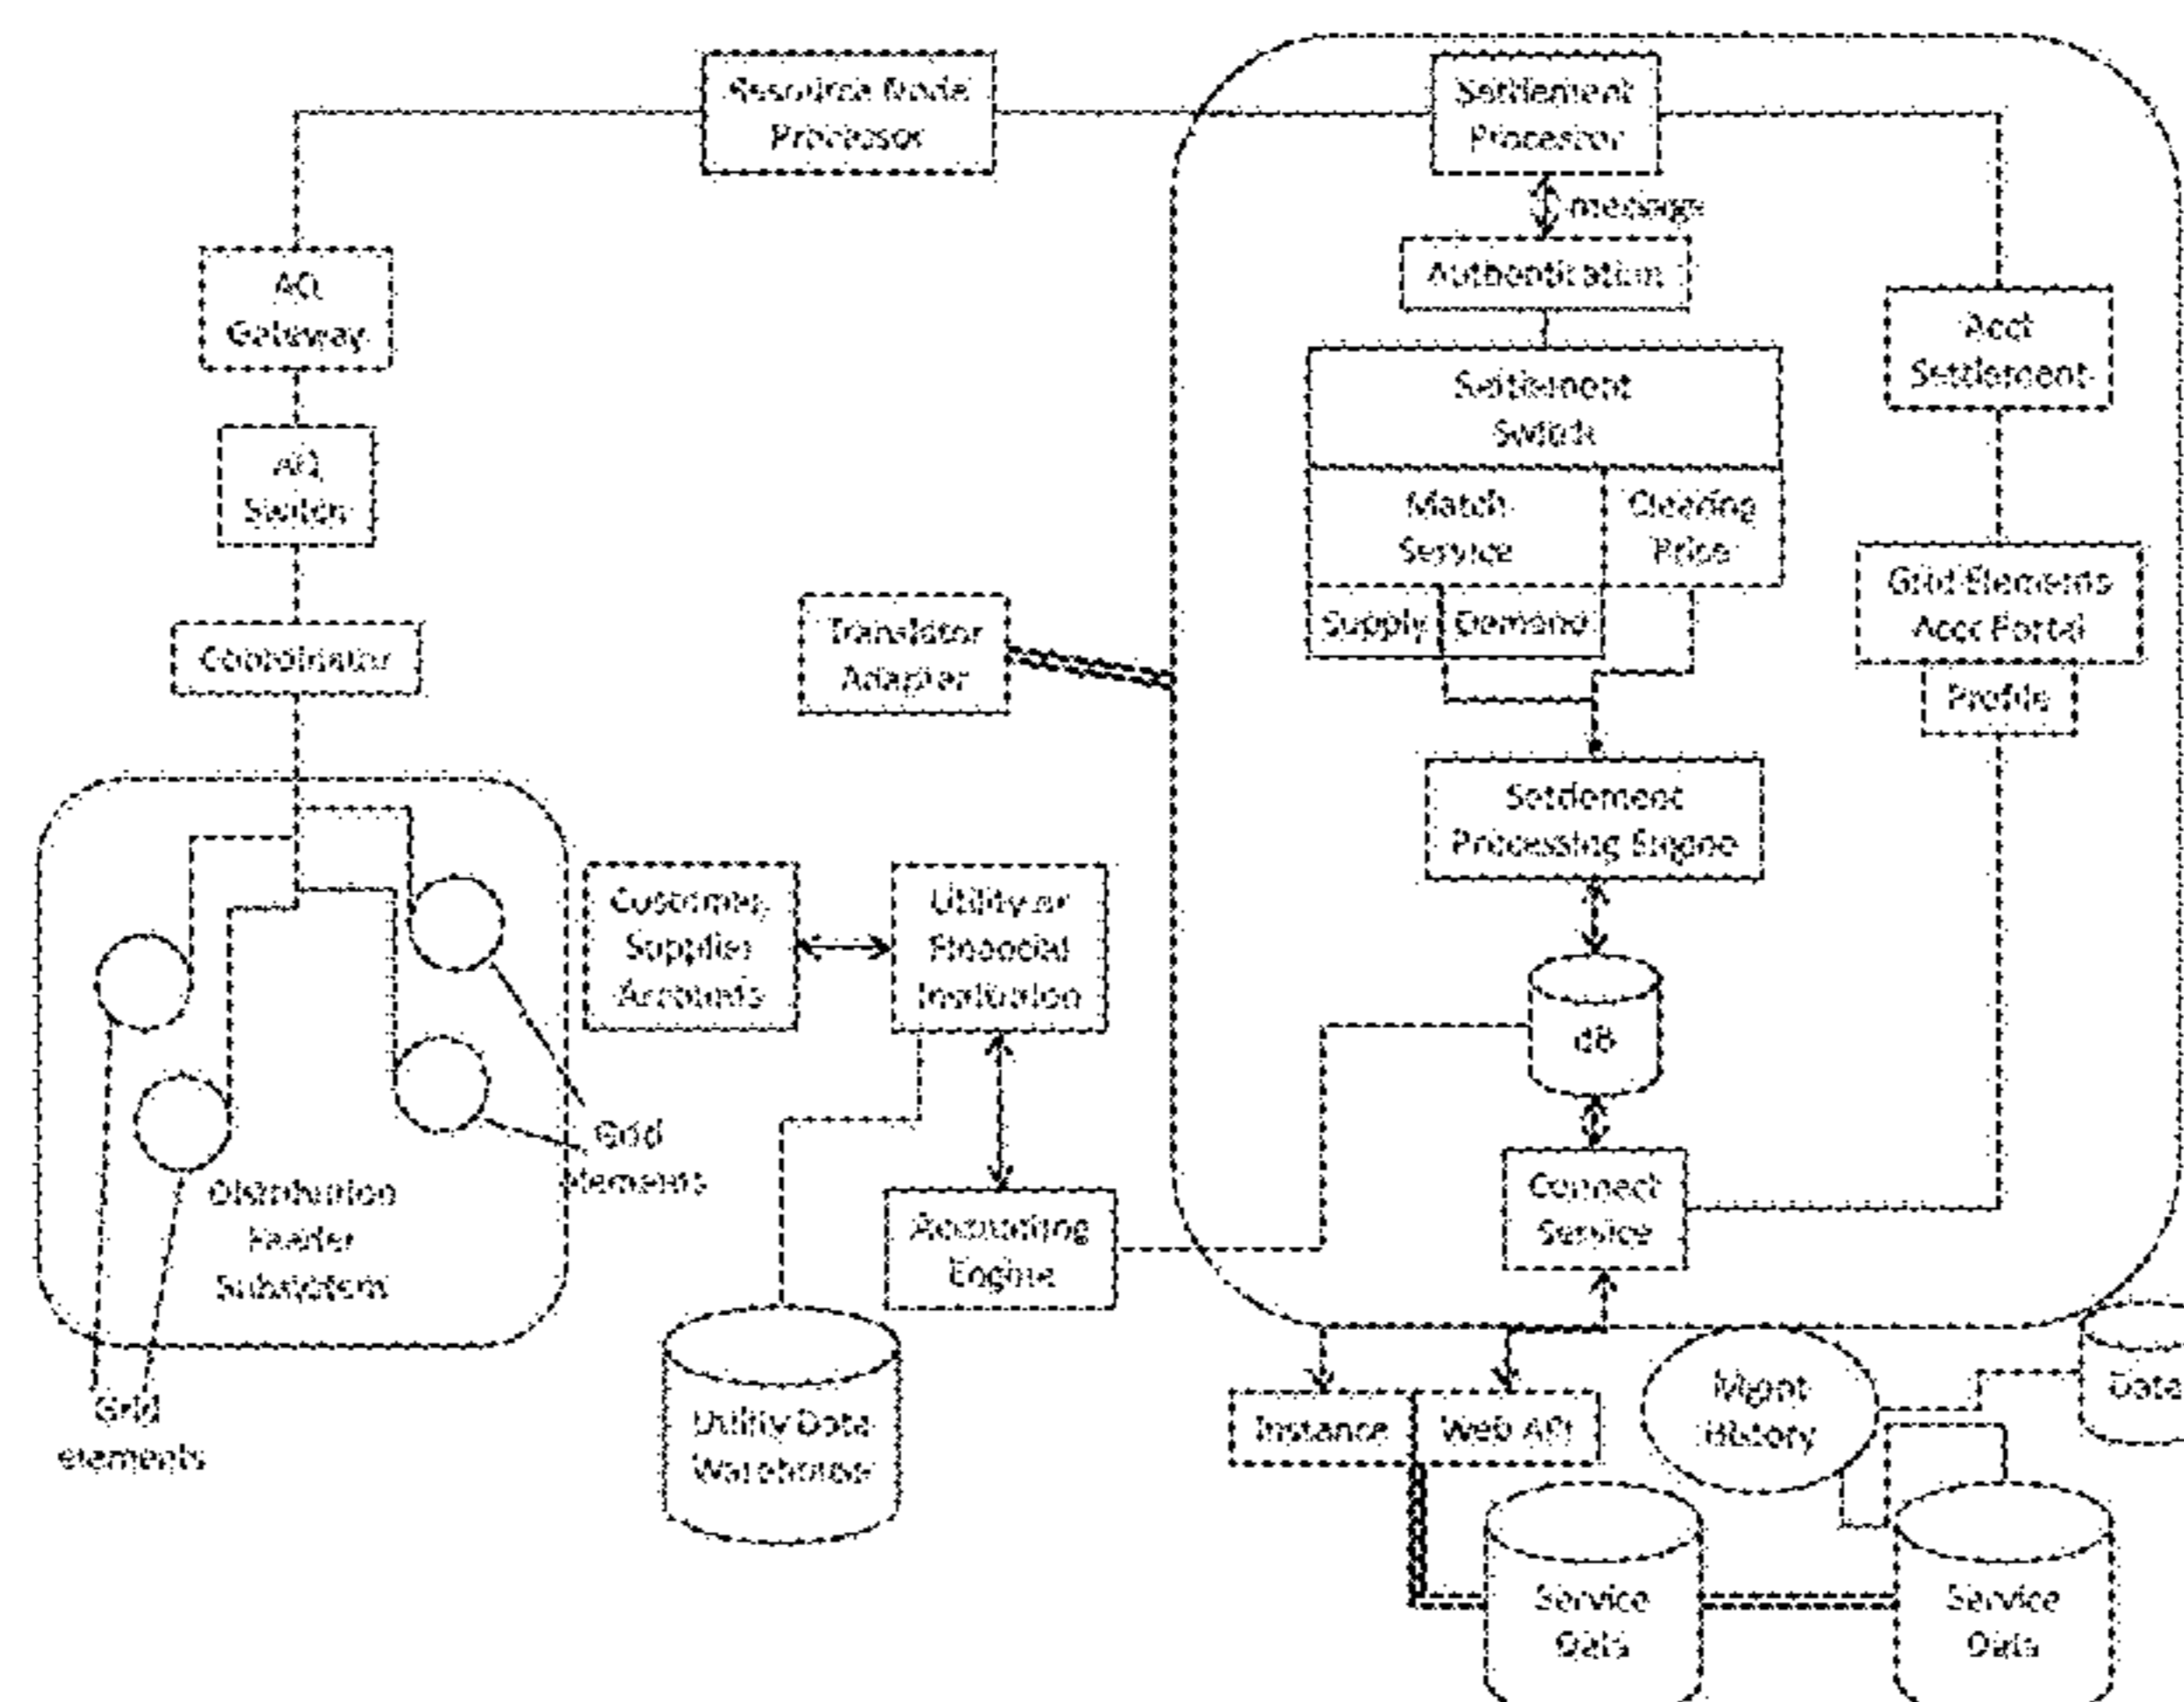 Resource Node
Processor
Settlement
Processor
message
Authentication
AQ
Gateway
Acct
Settlement
Settlement
Switch
AQ
Switch
Match
Service
Clearing
Price
Grid Elements
Acct Portal
Supply
Demand
Profile
Translator
Adapter
Coordinator
Settlement
Processing Engine
Customer,
Supplier
Accounts
Utility or
Financial
Institution
dB
Grid
elements
Distribution
Feeder
Subsystem
Connect
Service
Accounting
Engine
Grid
elements
Utility Data
Warehouse
Instance
Web API
Mgmt
History
Data
Service
Data
Service
Data